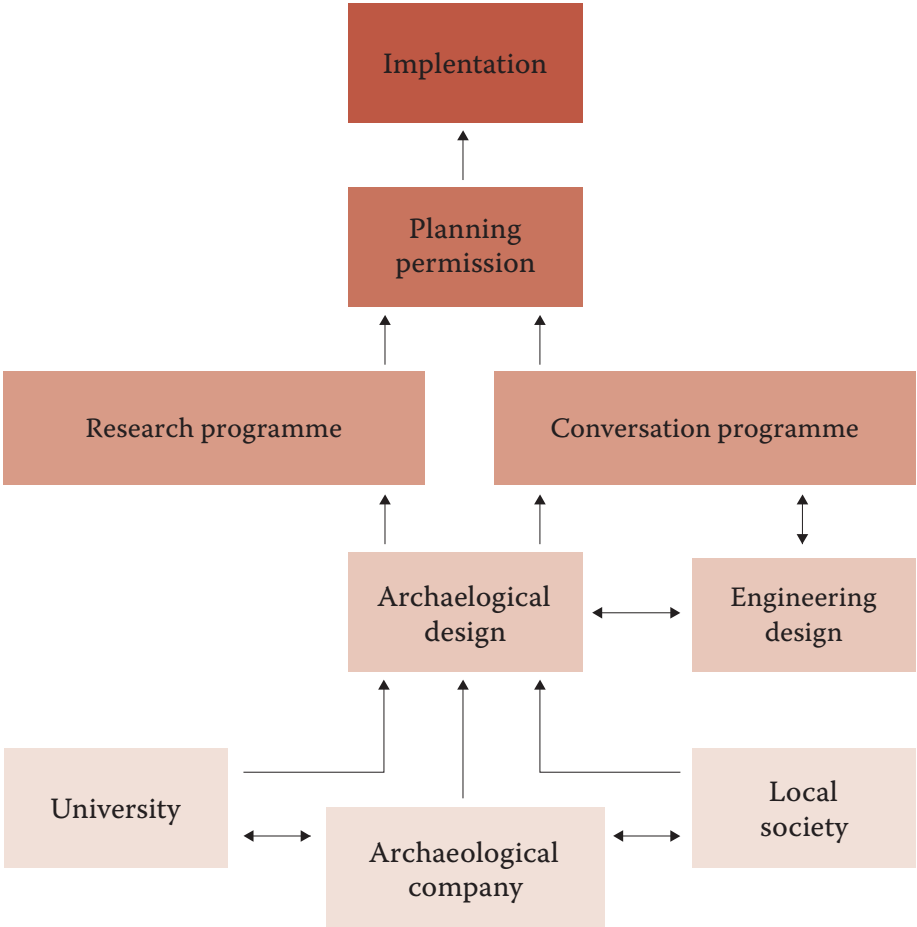 Implentation
Planning
permission
Research programme
Conversation programme
Archaelogical
design
Engineering
design
University
Local
society
Archaeological
company